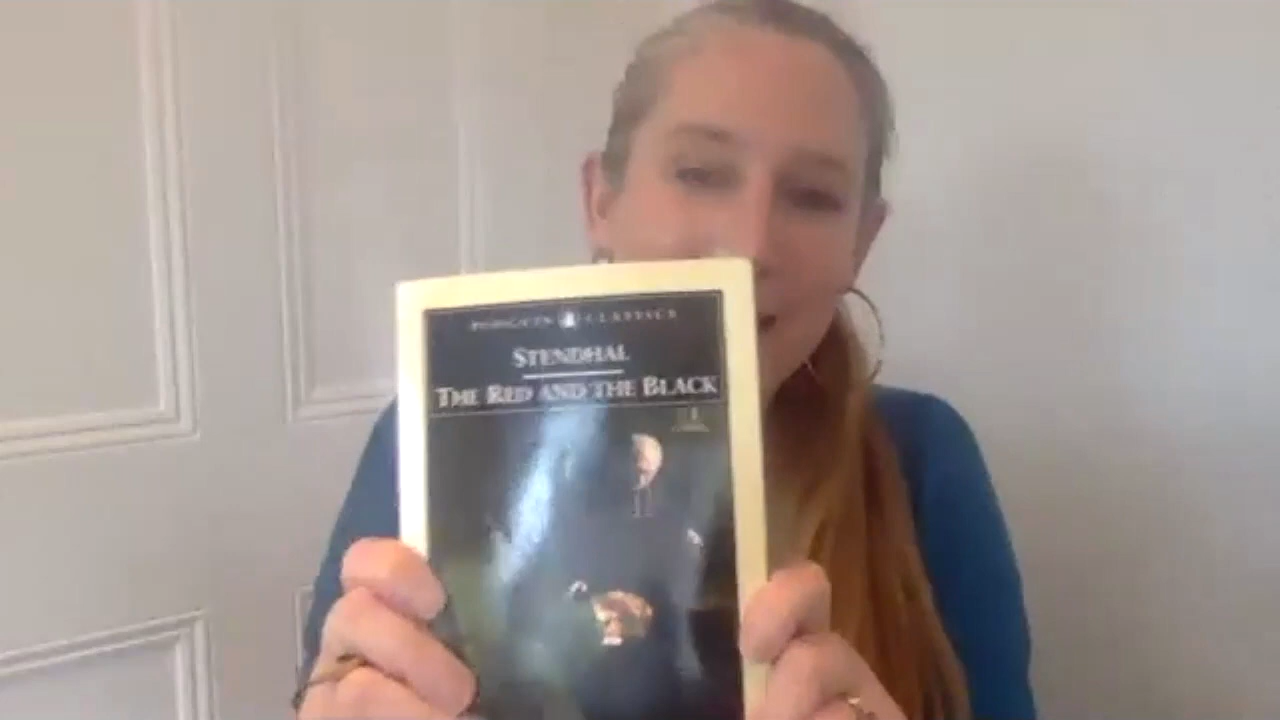 PENGUIN CLASSICS
STENDHAL
THE RED AND THE BLACK